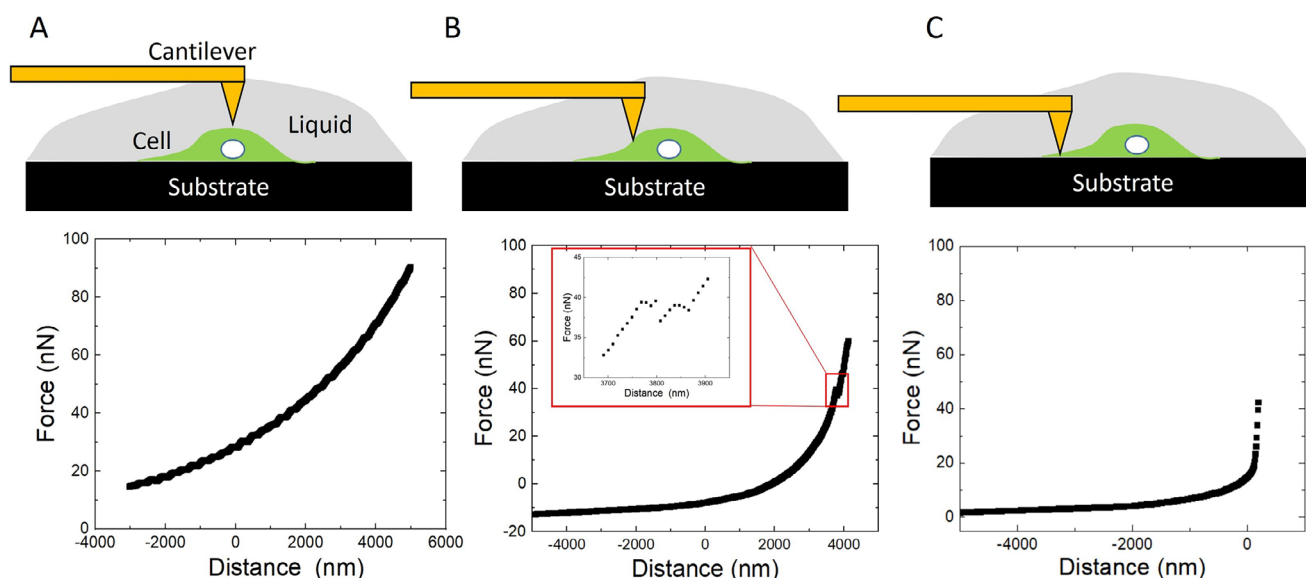 A
Cantilever
Cell
Liquid
Substrate
B
Substrate
C
Substrate
100
80
60
40
20
0
Force (nN)
-4000 -2000 0 2000 4000 6000
Distance (nm)
100
80
60
40
20
0
-20
Force (nN)
-4000 -2000 0 2000 4000
Distance (nm)
45
40
35
30
Force (nN)
3700 3800 3900
Distance (nm)
100
80
60
40
20
0
Force (nN)
-4000 -2000 0
Distance (nm)